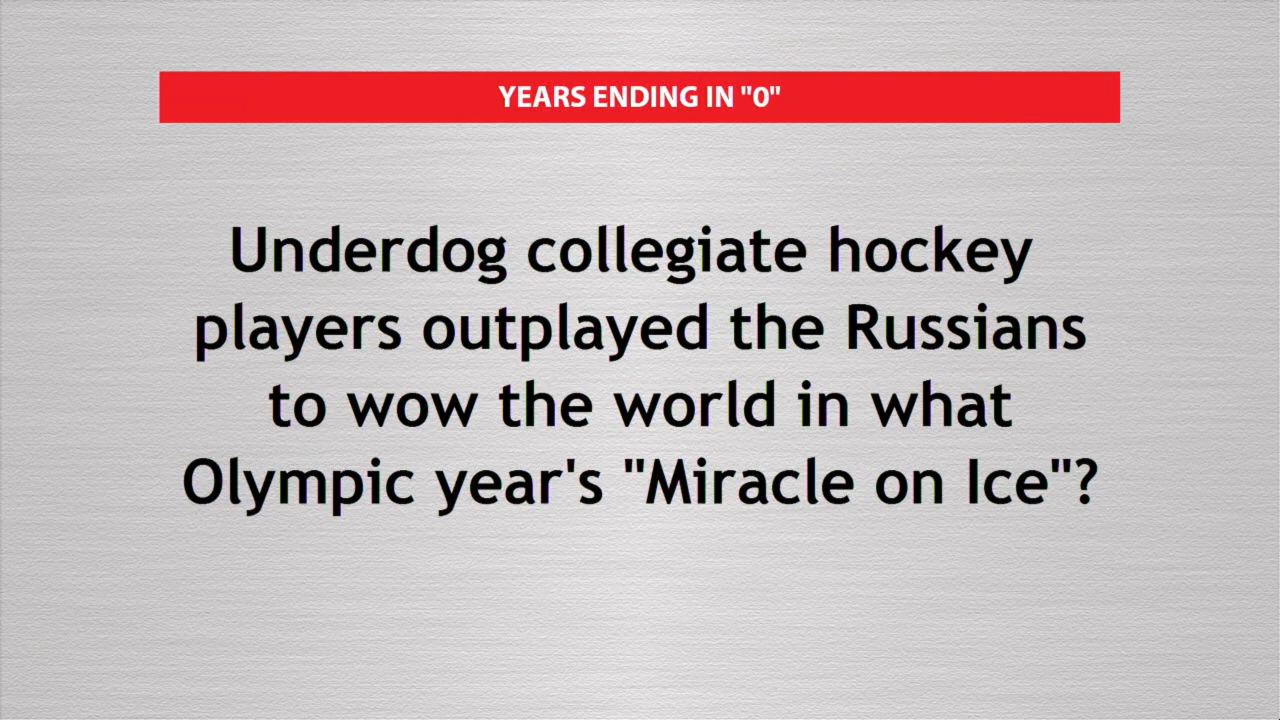 YEARS ENDING IN "0"
Underdog collegiate hockey
players outplayed the Russians
to wow the world in what
Olympic year's "Miracle on Ice"?